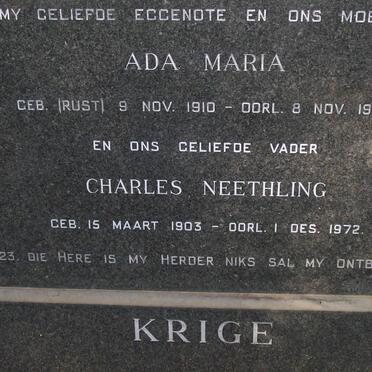 MY GELIEFDE EGGENOTE EN ONS
ADA MARIA
GEB. (RUST) 9 NOV. 1910 – OORL. 8 NOV.
EN ONS GELIEFDE VADER
CHARLES NEETHLING
GEB. 15 MAART 1903 – OORL. 1 DES. 1972.
23. DIE HERE IS MY HERDER NIKS SAL MY
KRIGE